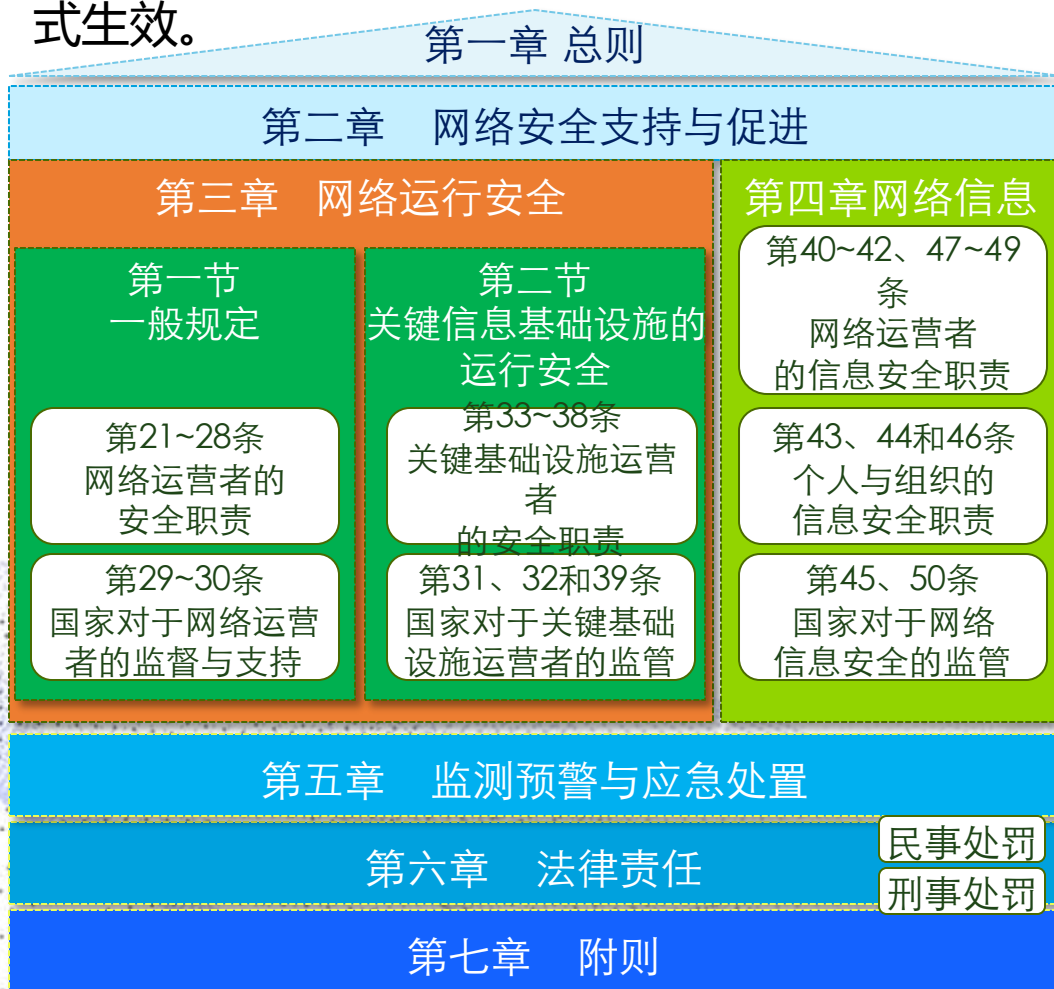 式生效。
第一章 总则
第二章 网络安全支持与促进
第三章 网络运行安全
第一节
一般规定
第21~28条
网络运营者的
安全职责
第29~30条
国家对于网络运营
者的监督与支持
第二节
关键信息基础设施的
运行安全
第33~38条
关键基础设施运营
者
的安全职责
第31、32和39条
国家对于关键基础
设施运营者的监管
第四章网络信息
第40~42、47~49
条
网络运营者
的信息安全职责
第43、44和46条
个人与组织的
信息安全职责
第45、50条
国家对于网络
信息安全的监管
第五章 监测预警与应急处置
第六章 法律责任
民事处罚
刑事处罚
第七章 附则